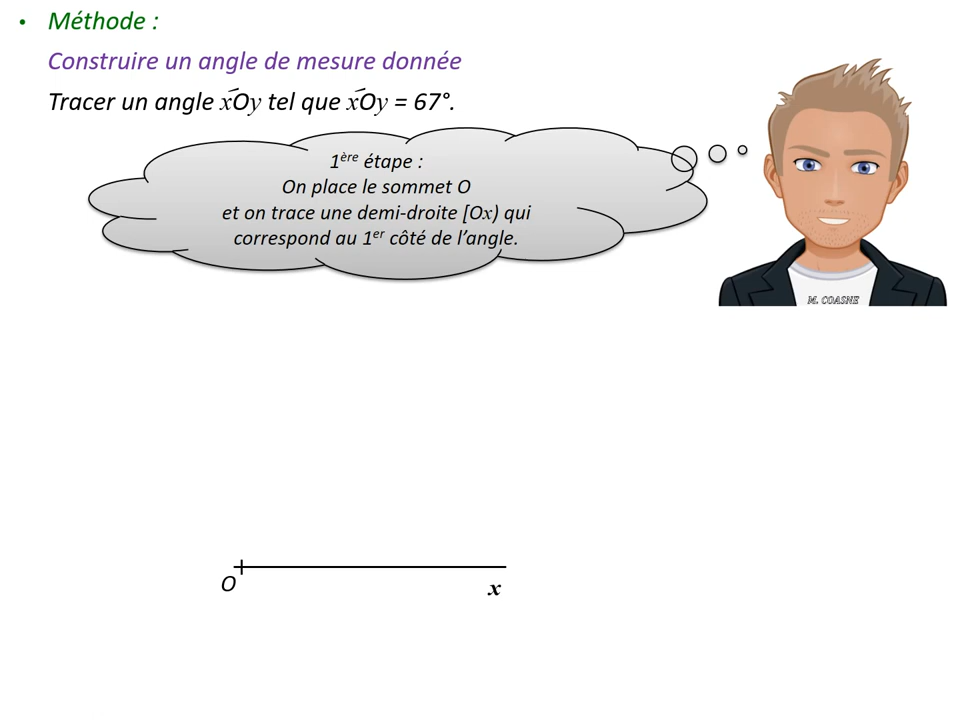 • Méthode :
Construire un angle de mesure donnée
Tracer un angle xOy tel que xOy = 67°.
1ère étape :
On place le sommet O
et on trace une demi-droite [Ox) qui
correspond au 1er côté de l’angle.
M. COASNE
O
x